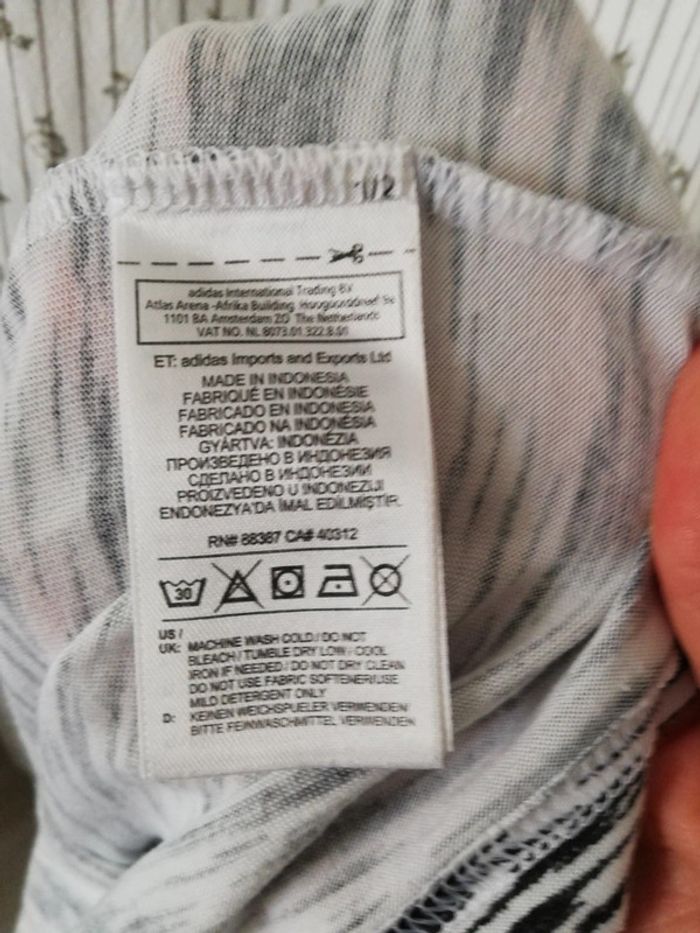 1/2
adidas International Trading BV
Atlas Arena -Afrika Building, Hoogoorddreef 9a
1101 BA Amsterdam ZO The Netherlands
VAT NO. NL 8073.01.322.B.01
ET: adidas Imports and Exports Ltd
MADE IN INDONESIA
FABRIQUÉ EN INDONÉSIE
FABRICADO EN INDONESIA
FABRICADO NA INDONÉSIA
GYÁRTVA: INDONÉZIA
ПРОИЗВЕДЕНО В ИНДОНЕЗИЯ
СДЕЛАНО В ИНДОНЕЗИИ
PROIZVEDENO U INDONEZIJI
ENDONEZYA'DA İMAL EDİLMİŞTİR.
RN# 88387 CA# 40312
30
US /
UK: MACHINE WASH COLD / DO NOT
BLEACH / TUMBLE DRY LOW / COOL
IRON IF NEEDED / DO NOT DRY CLEAN
DO NOT USE FABRIC SOFTENER/USE
MILD DETERGENT ONLY
D: KEINEN WEICHSPUELER VERWENDEN/
BITTE FEINWASCHMITTEL VERWENDEN